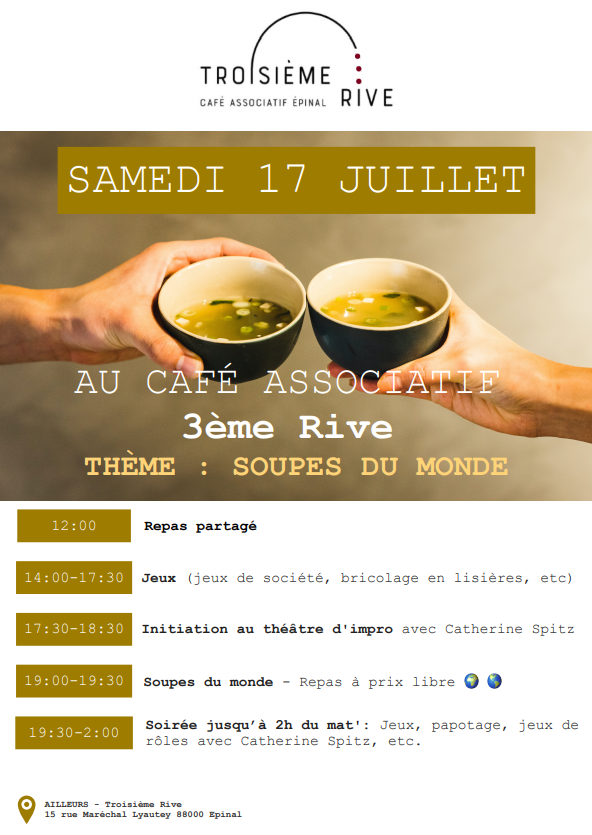 TROISIÈME
CAFÉ ASSOCIATIF ÉPINAL RIVE
SAMEDI 17 JUILLET
AU CAFÉ ASSOCIATIF
3ème Rive
THÈME : SOUPES DU MONDE
12:00 Repas partagé
14:00-17:30 Jeux (jeux de société, bricolage en lisières, etc)
17:30-18:30 Initiation au théâtre d'impro avec Catherine Spitz
19:00-19:30 Soupes du monde - Repas à prix libre 🌍 🌎
19:30-2:00 Soirée jusqu’à 2h du mat': Jeux, papotage, jeux de
rôles avec Catherine Spitz, etc.
AILLEURS - Troisième Rive
15 rue Maréchal Lyautey 88000 Epinal